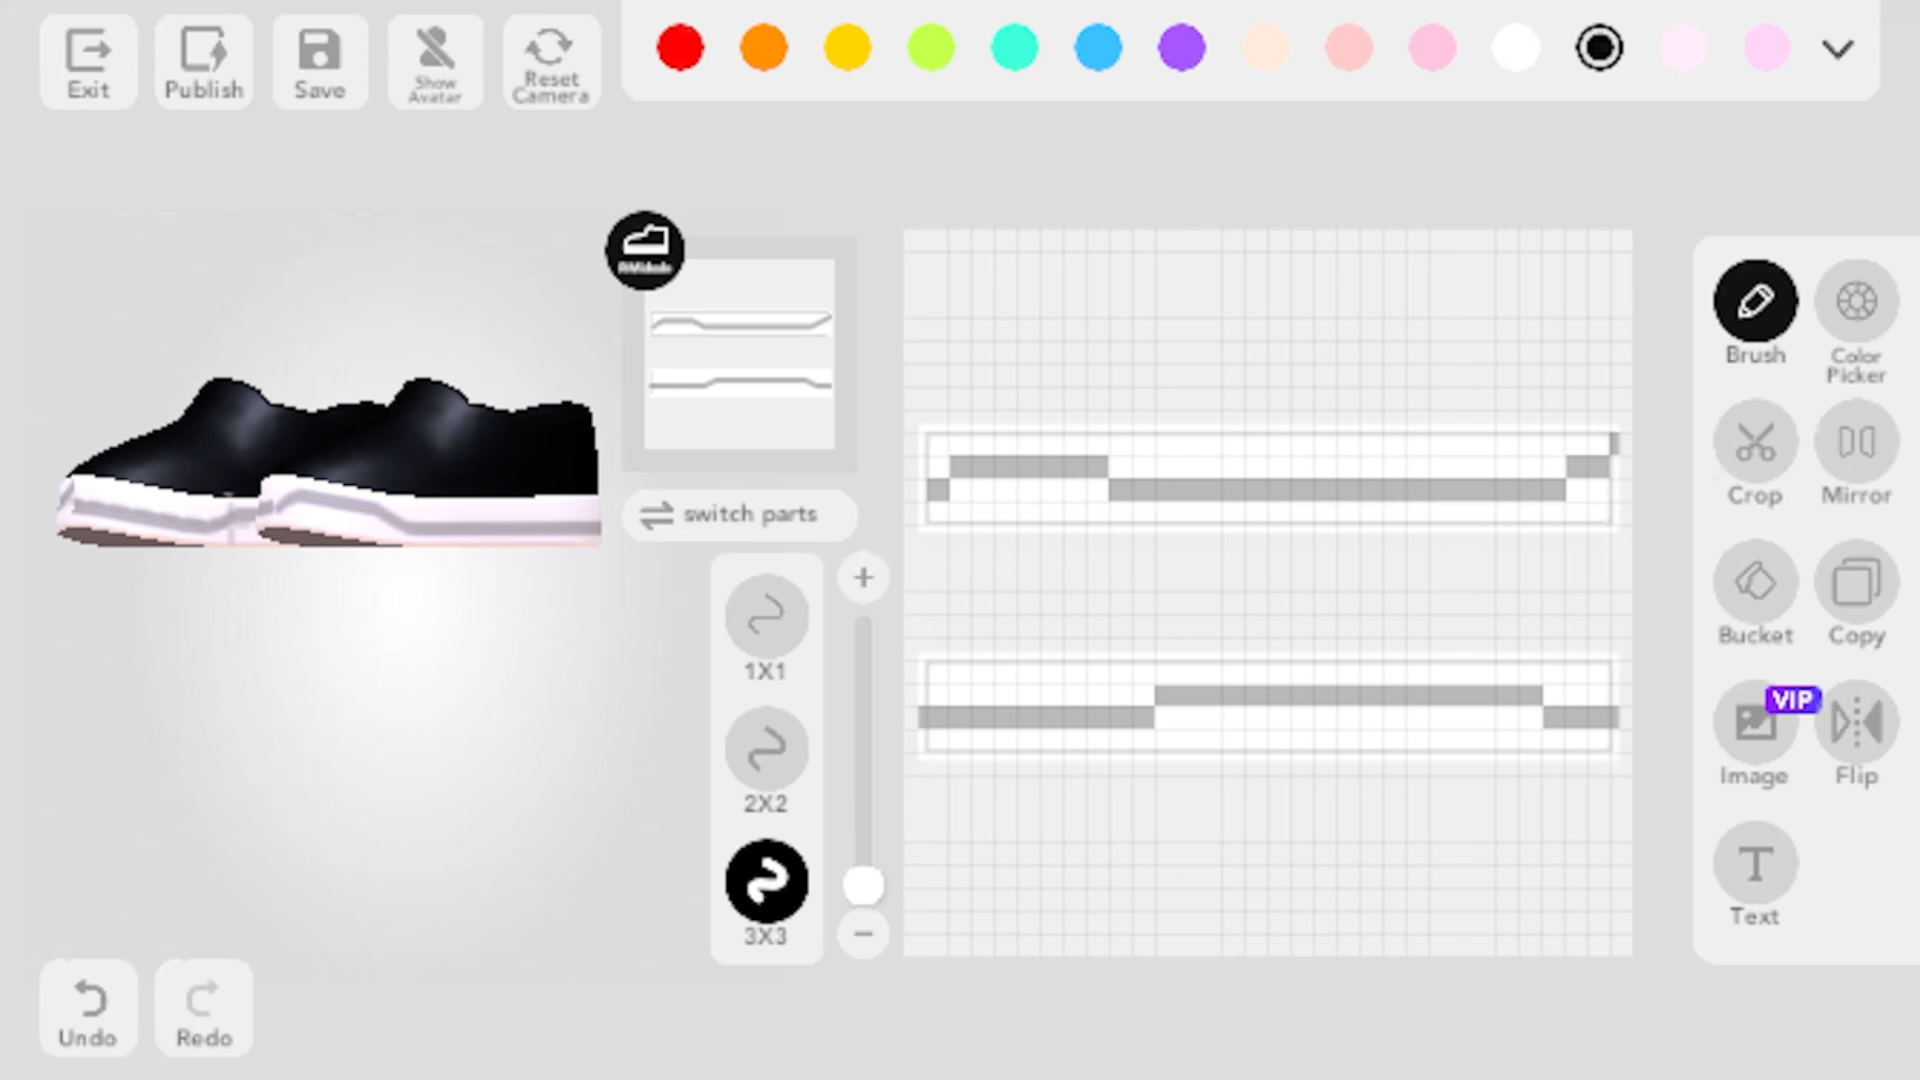 Exit
Publish
Save
Show
Avatar
Reset
Camera
switch parts
1X1
2X2
3X3
+
−
Brush
Color
Picker
Crop
Mirror
Bucket
Copy
VIP
Image
Flip
T
Text
Undo
Redo